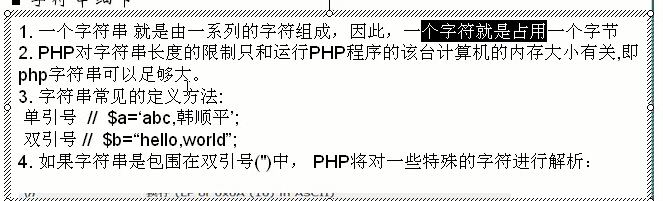 1. 一个字符串 就是由一系列的字符组成，因此，一个字符就是占用一个字节
2. PHP对字符串长度的限制只和运行PHP程序的该台计算机的内存大小有关,即
php字符串可以足够大。
3. 字符串常见的定义方法:
单引号 // $a=‘abc,韩顺平’;
双引号 // $b=“hello,world”;
4. 如果字符串是包围在双引号(")中， PHP将对一些特殊的字符进行解析：